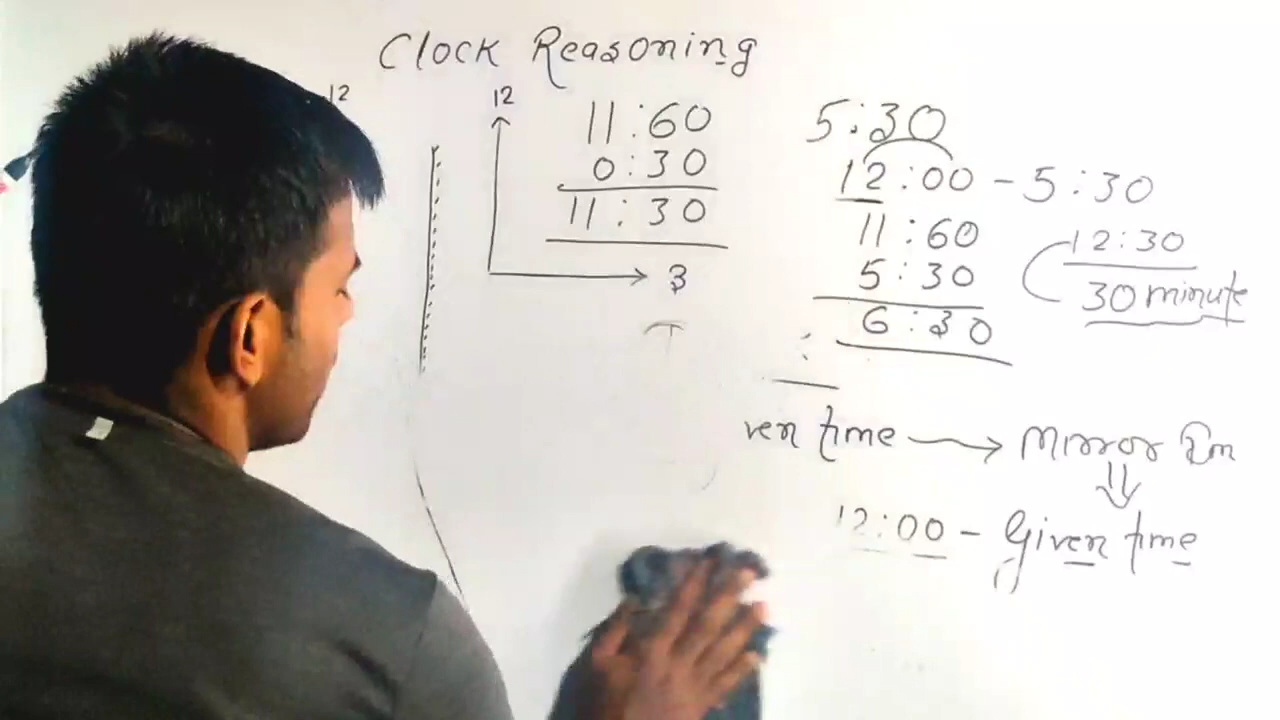 Clock Reasoning
12
12
3
11:60
0:30
11:30
5:30
12:00 - 5:30
11:60
5:30
6:30
12:30
30 minute
ven time → Mirror Im
12:00 - Given time